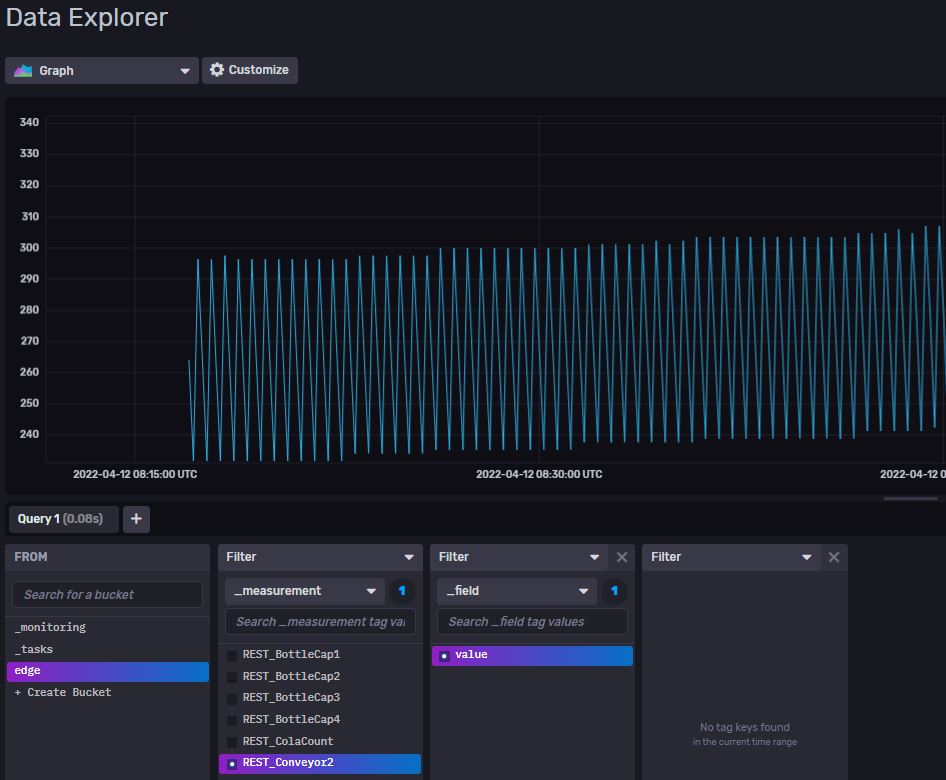 Data Explorer
Graph
Customize
340
330
320
310
300
290
280
270
260
250
240
2022-04-12 08:15:00 UTC
2022-04-12 08:30:00 UTC
2022-04-12 0
Query 1 (0.08s)
+
FROM
Search for a bucket
_monitoring
_tasks
edge
+ Create Bucket
Filter
_measurement
1
Search _measurement tag va
REST_BottleCap1
REST_BottleCap2
REST_BottleCap3
REST_BottleCap4
REST_ColaCount
REST_Conveyor2
Filter
_field
1
Search _field tag values
value
Filter
No tag keys found
in the current time range